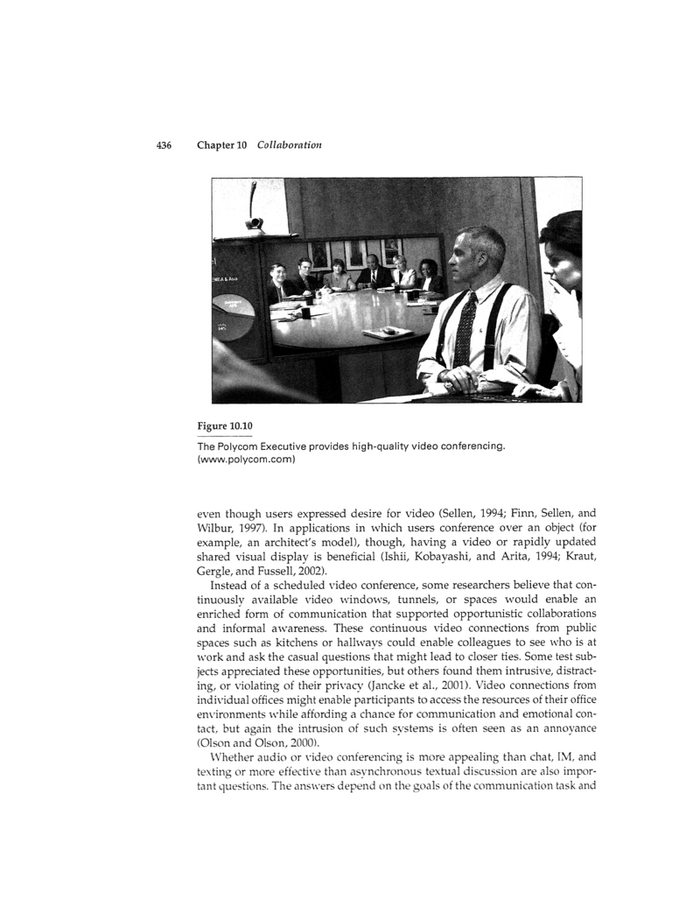 436 Chapter 10 Collaboration
Figure 10.10
The Polycom Executive provides high-quality video conferencing.
(www.polycom.com)
even though users expressed desire for video (Sellen, 1994; Finn, Sellen, and
Wilbur, 1997). In applications in which users conference over an object (for
example, an architect's model), though, having a video or rapidly updated
shared visual display is beneficial (Ishii, Kobayashi, and Arita, 1994; Kraut,
Gergle, and Fussell, 2002).
Instead of a scheduled video conference, some researchers believe that con-
tinuously available video windows, tunnels, or spaces would enable an
enriched form of communication that supported opportunistic collaborations
and informal awareness. These continuous video connections from public
spaces such as kitchens or hallways could enable colleagues to see who is at
work and ask the casual questions that might lead to closer ties. Some test sub-
jects appreciated these opportunities, but others found them intrusive, distract-
ing, or violating of their privacy (Jancke et al., 2001). Video connections from
individual offices might enable participants to access the resources of their office
environments while affording a chance for communication and emotional con-
tact, but again the intrusion of such systems is often seen as an annoyance
(Olson and Olson, 2000).
Whether audio or video conferencing is more appealing than chat, IM, and
texting or more effective than asynchronous textual discussion are also impor-
tant questions. The answers depend on the goals of the communication task and